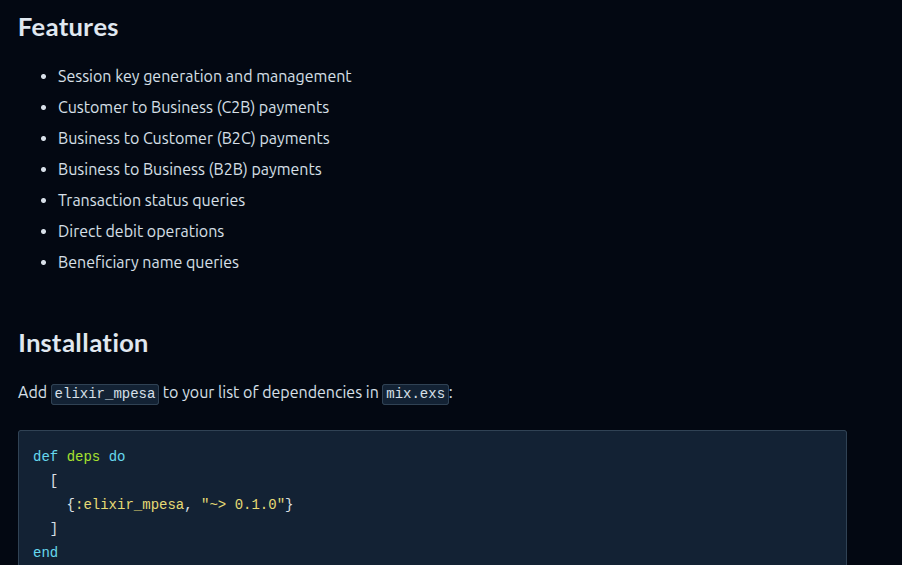 Features
Session key generation and management
Customer to Business (C2B) payments
Business to Customer (B2C) payments
Business to Business (B2B) payments
Transaction status queries
Direct debit operations
Beneficiary name queries
Installation
Add elixir_mpesa to your list of dependencies in mix.exs:
def deps do
[
{:elixir_mpesa, "~> 0.1.0"}
]
end